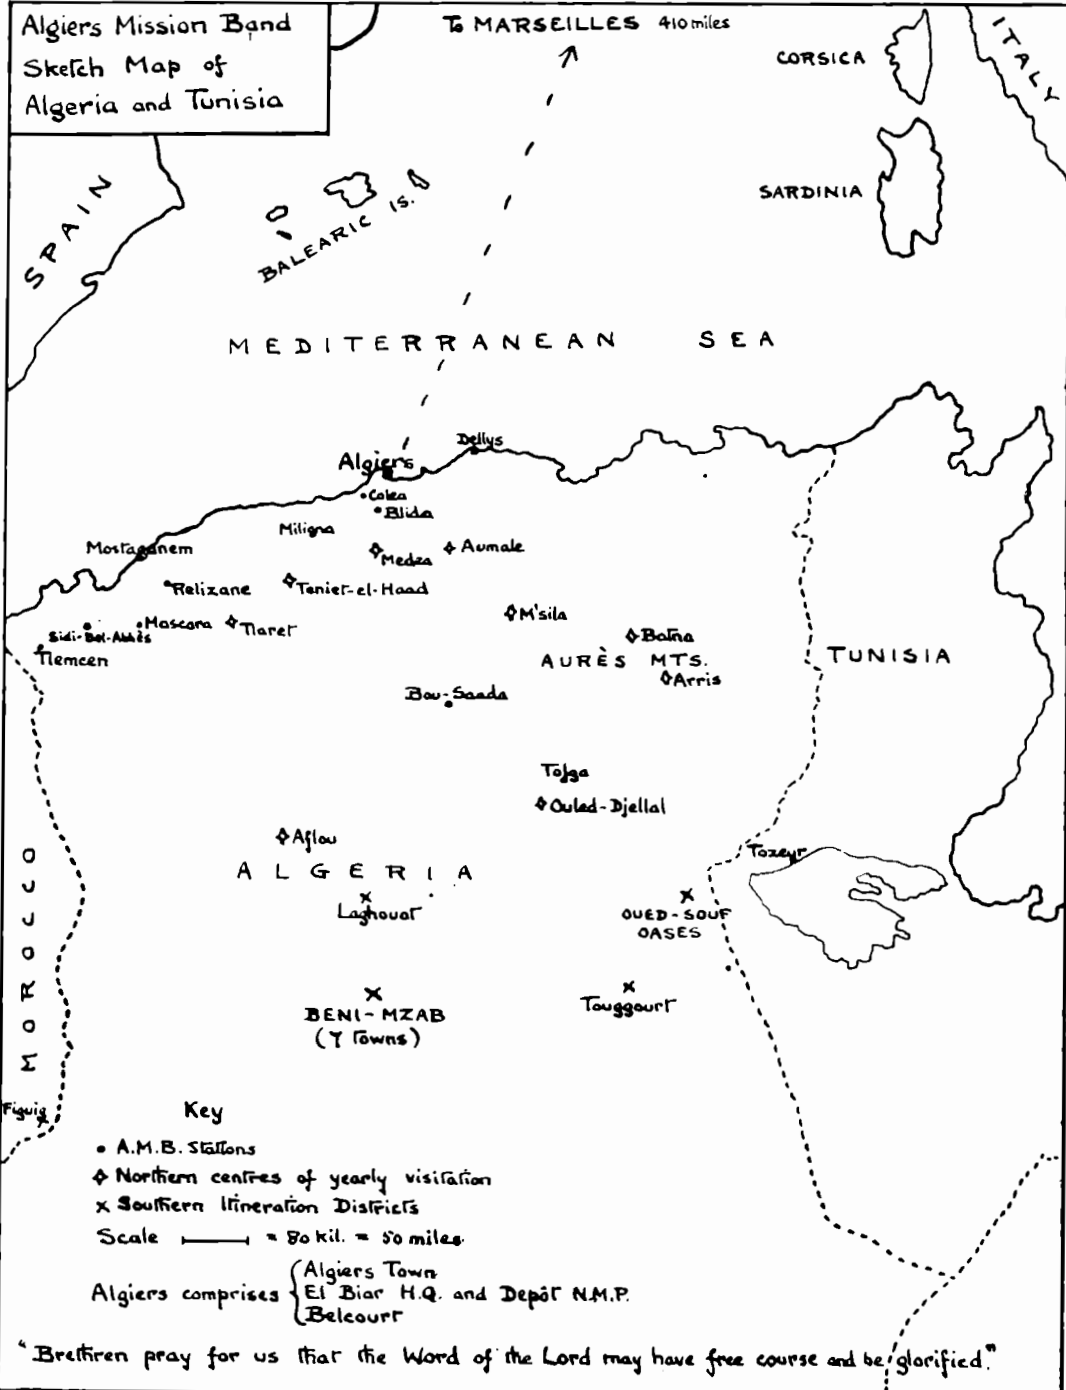 Algiers Mission Band
Sketch Map of
Algeria and Tunisia
To MARSEILLES 410 miles
CORSICA
ITALY
SARDINIA
SPAIN
BALEARIC IS.
MEDITERRANEAN SEA
Dellys
Algiers
Colea
Blida
Miligna
Mostaganem
Medea
Aumale
Relizane
Teniet-el-Haad
M'sila
Mascara
Tiaret
Sidi-Bel-Abbès
Batna
Tlemcen
AURÈS MTS.
TUNISIA
Arris
Bou-Saada
Tolga
Ouled-Djellal
Aflou
Tozeyr
ALGERIA
MOROCCO
Laghouat
OUED-SOUF
OASES
BENI-MZAB
(7 Towns)
Touggourt
Figuig
Key
A.M.B. Stations
Northern centres of yearly visitation
x Southern Itineration Districts
Scale = 80 kil. = 50 miles.
Algiers comprises
Algiers Town
El Biar H.Q. and Depôt N.M.P.
Belcourt
"Brethren pray for us that the Word of the Lord may have free course and be glorified."